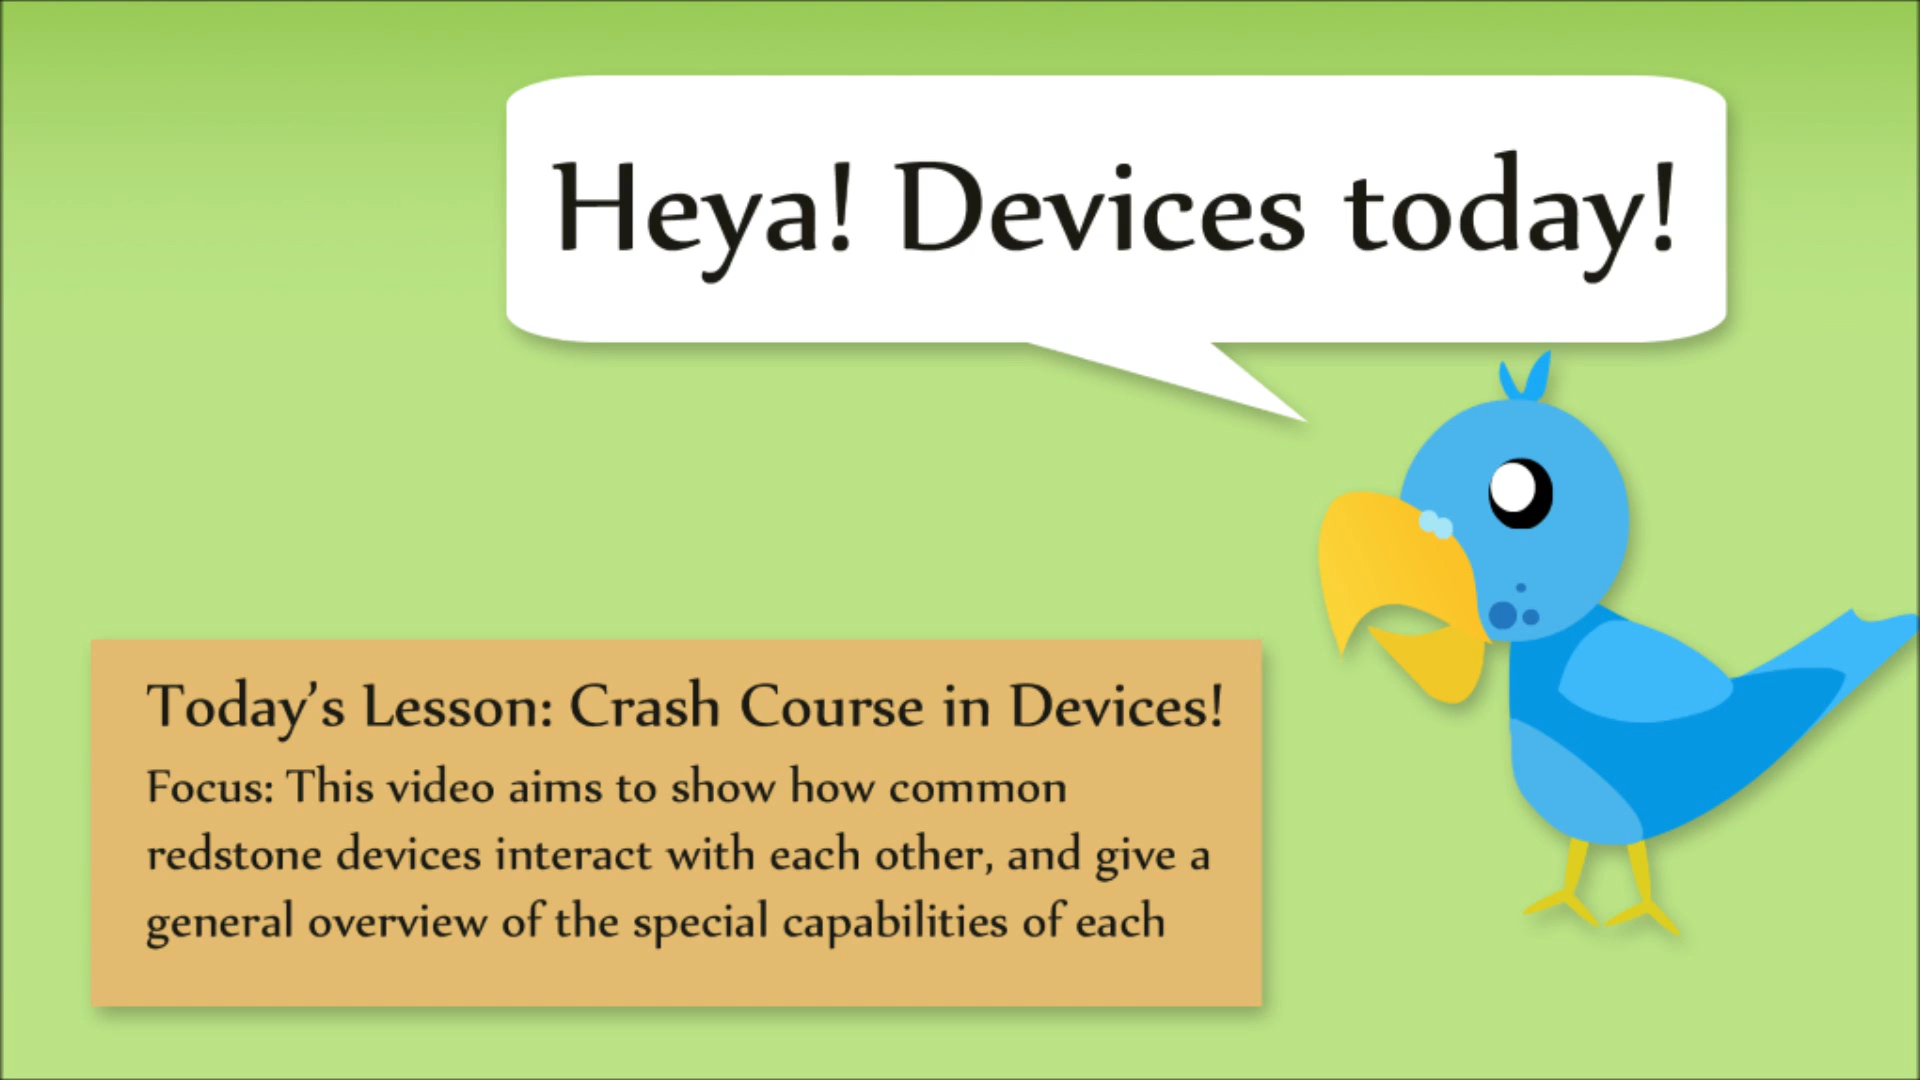 Heya! Devices today!
Today's Lesson: Crash Course in Devices!
Focus: This video aims to show how common
redstone devices interact with each other, and give a
general overview of the special capabilities of each